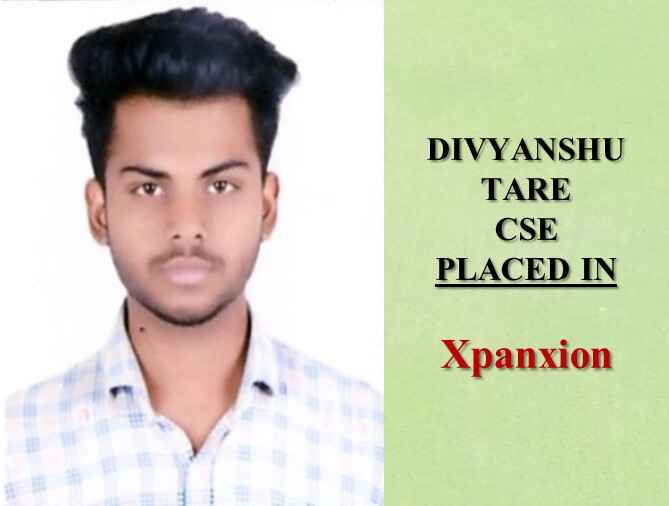 DIVYANSHU
TARE
CSE
PLACED IN
Xpanxion